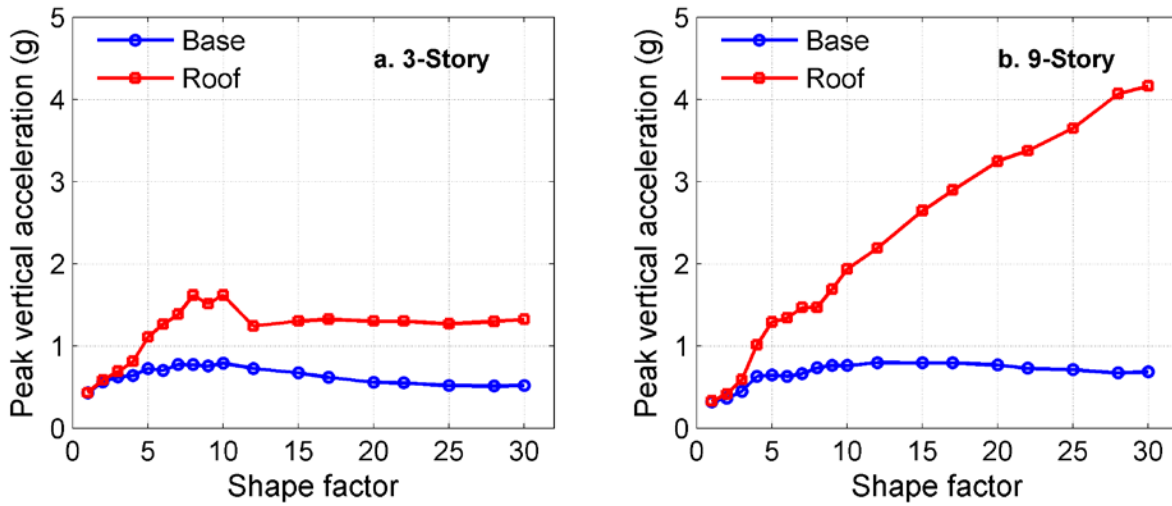 Peak vertical acceleration (g)
5
4
3
2
1
0
Base
Roof
a. 3-Story
0 5 10 15 20 25 30
Shape factor
Peak vertical acceleration (g)
5
4
3
2
1
0
Base
Roof
b. 9-Story
0 5 10 15 20 25 30
Shape factor